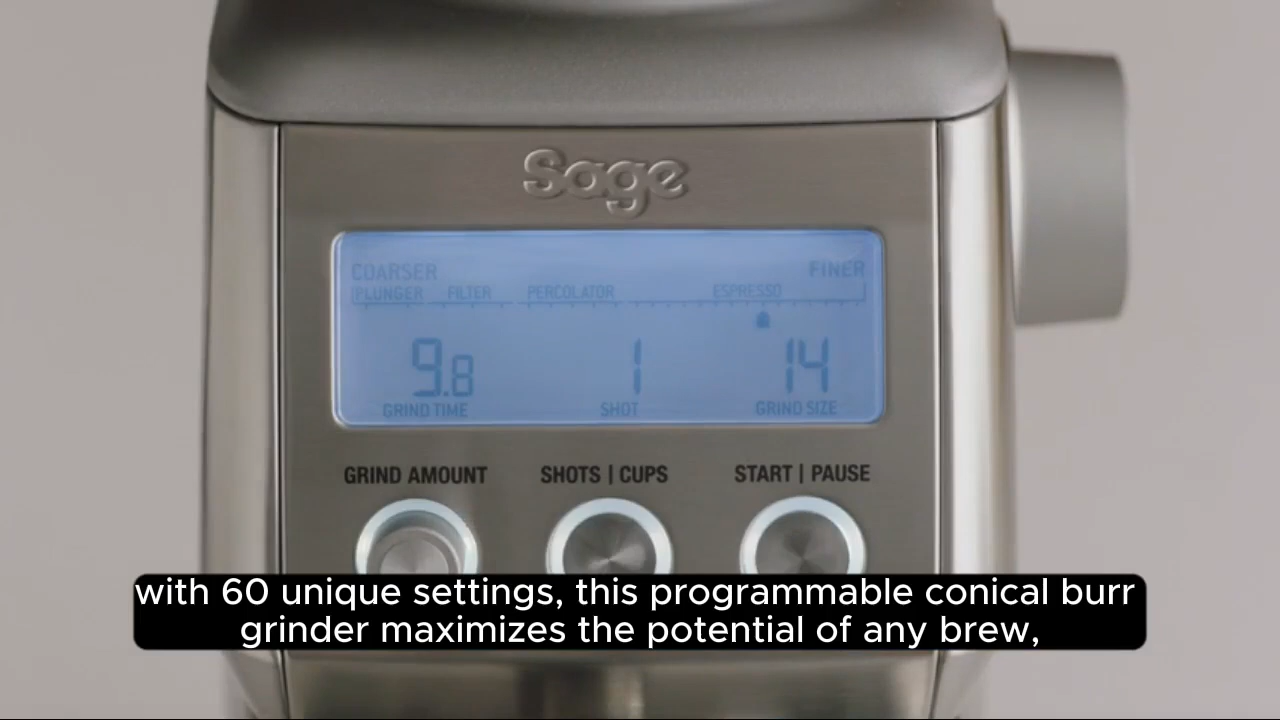 Sage
COARSER FINER
PLUNGER FILTER PERCOLATOR ESPRESSO
9.8 1 14
GRIND TIME SHOT GRIND SIZE
GRIND AMOUNT SHOTS | CUPS START | PAUSE
with 60 unique settings, this programmable conical burr
grinder maximizes the potential of any brew,